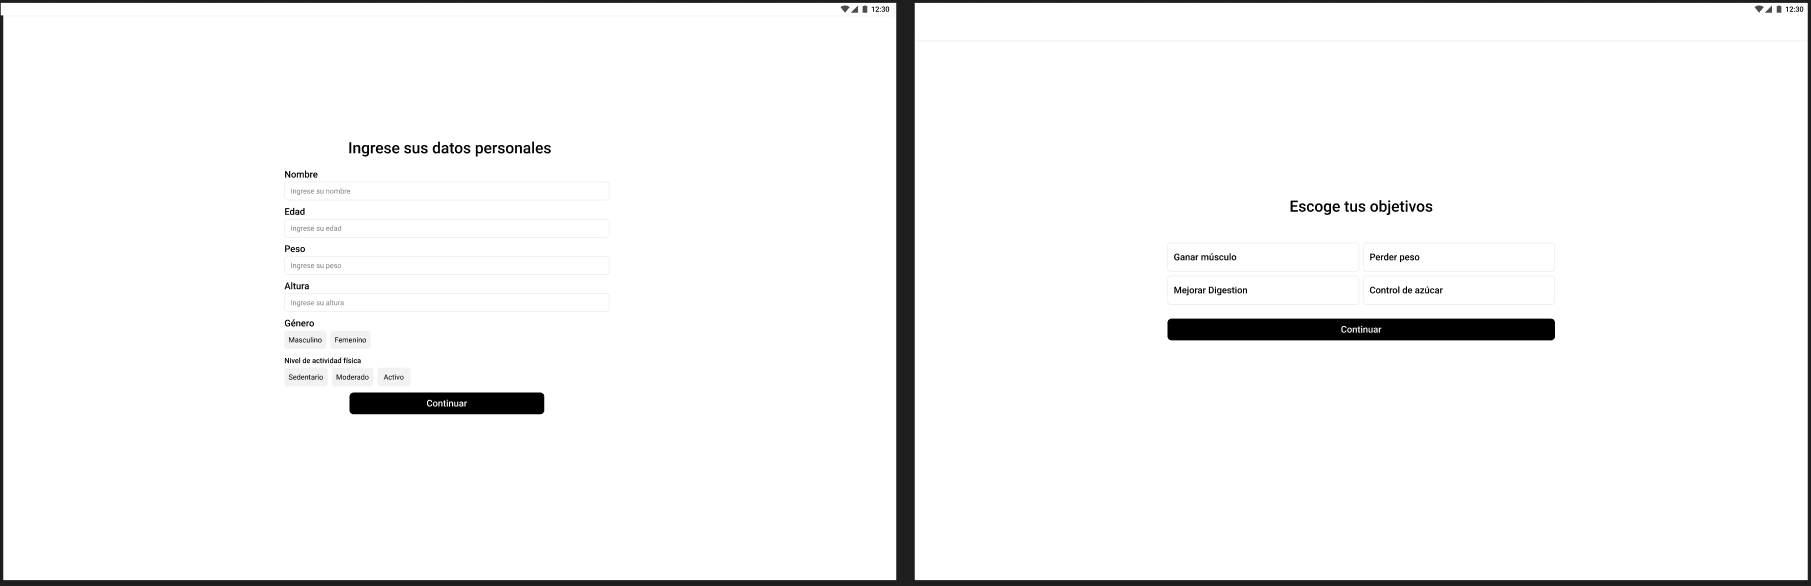 12:30
Ingrese sus datos personales
Nombre
Ingrese su nombre
Edad
Ingrese su edad
Peso
Ingrese su peso
Altura
Ingrese su altura
Género
Masculino Femenino
Nivel de actividad física
Sedentario Moderado Activo
Continuar
12:30
Escoge tus objetivos
Ganar músculo Perder peso
Mejorar Digestion Control de azúcar
Continuar